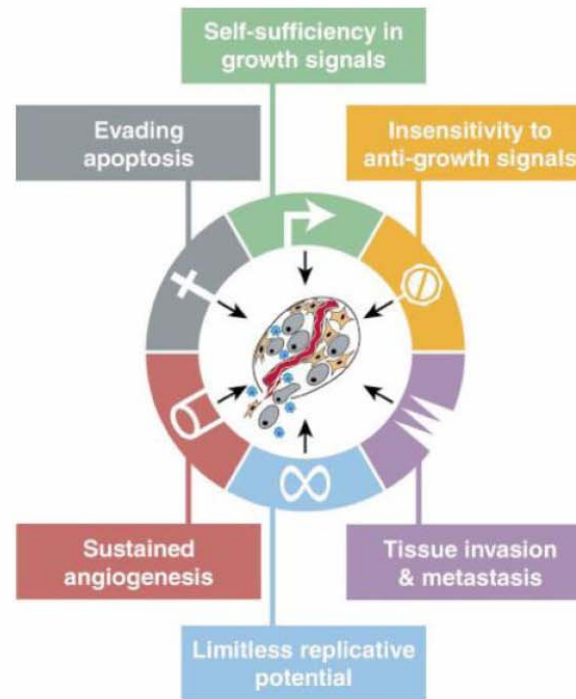 Self-sufficiency in
growth signals
Evading
apoptosis
Insensitivity to
anti-growth signals
Sustained
angiogenesis
Tissue invasion
& metastasis
Limitless replicative
potential